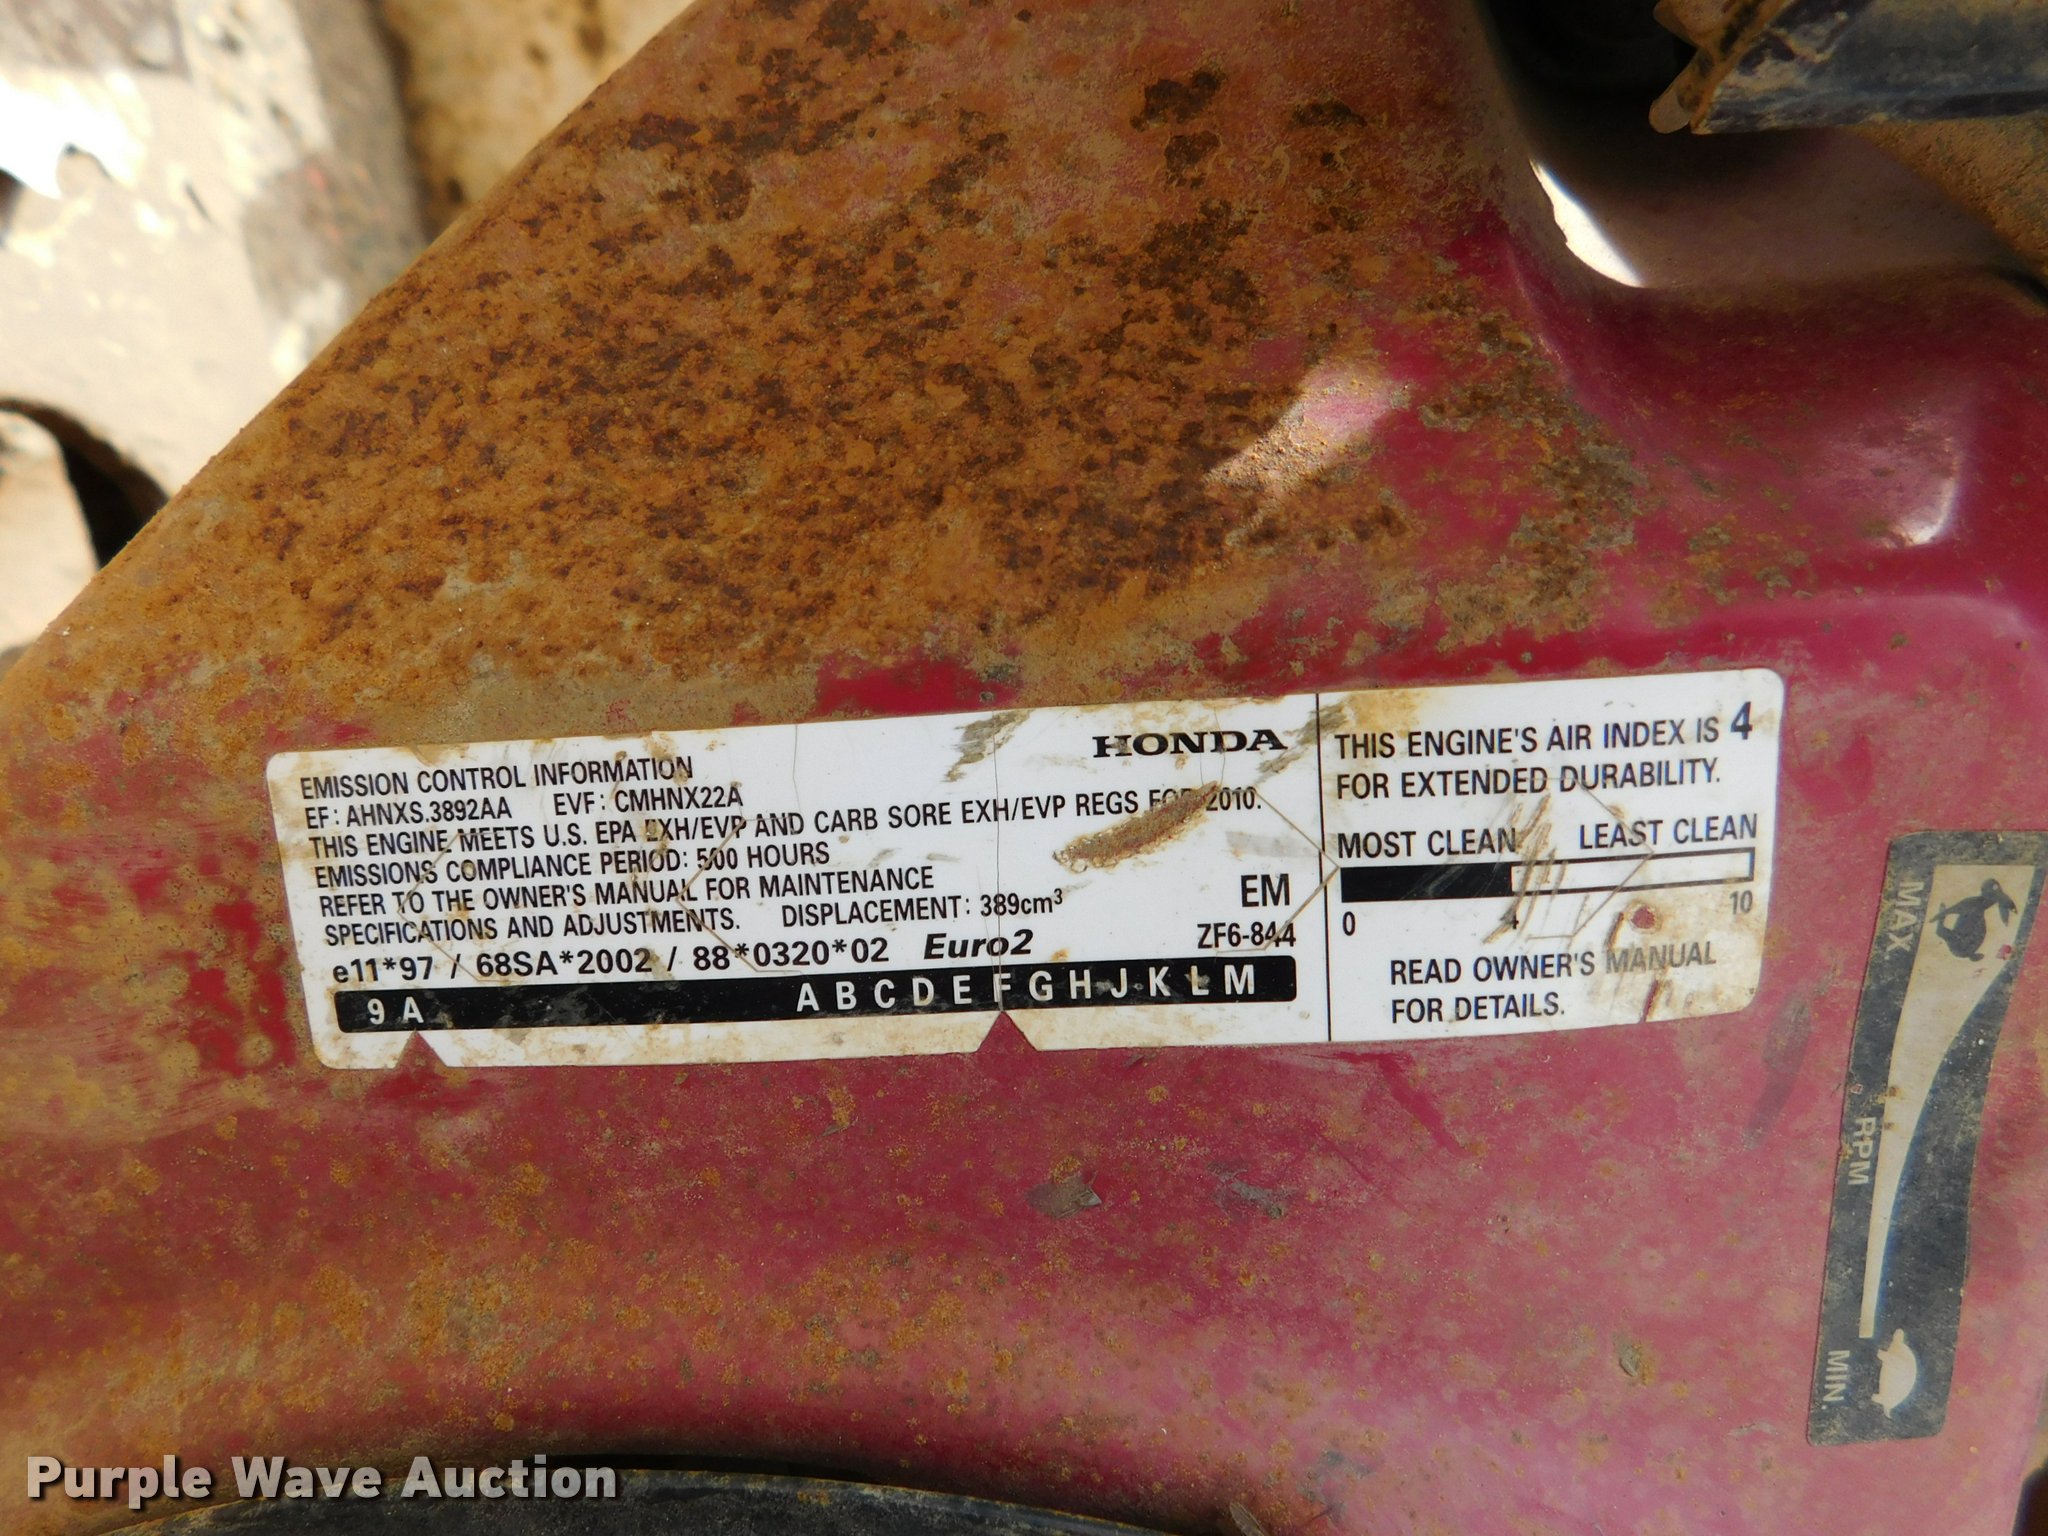 HONDA
EMISSION CONTROL INFORMATION
EF: AHNXS.3892AA EVF: CMHNX22A
THIS ENGINE MEETS U.S. EPA EXH/EVP AND CARB SORE EXH/EVP REGS FOR 2010.
EMISSIONS COMPLIANCE PERIOD: 500 HOURS
REFER TO THE OWNER'S MANUAL FOR MAINTENANCE
SPECIFICATIONS AND ADJUSTMENTS. DISPLACEMENT: 389cm³
EM
e11*97 / 68SA*2002 / 88*0320*02 Euro2
ZF6-844
9 A A B C D E F G H J K L M
THIS ENGINE'S AIR INDEX IS 4
FOR EXTENDED DURABILITY.
MOST CLEAN LEAST CLEAN
0 4 10
READ OWNER'S MANUAL
FOR DETAILS.
MAX
RPM
MIN.
Purple Wave Auction